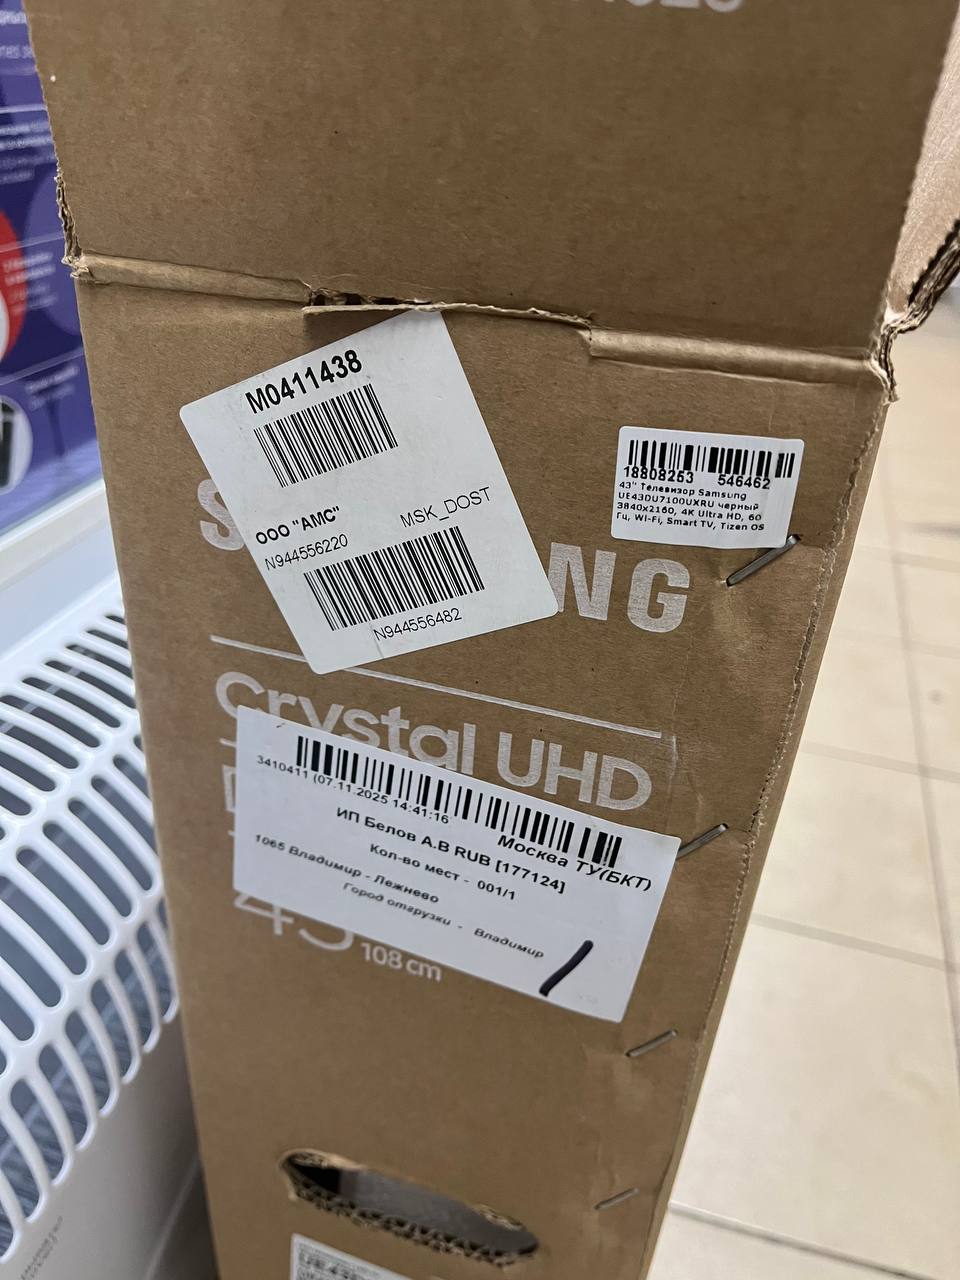 M0411438
ООО "АМС"
MSK_DOST
N944556220
N944556482
18808253 546462
43" Телевизор Samsung
UE43DU7100UXRU черный
3840x2160, 4K Ultra HD, 60
Гц, Wi-Fi, Smart TV, Tizen OS
S NG
Crystal UHD
3410411 (07.11.2025 14:41:16
Москва ТУ(БКТ)
ИП Белов А.В RUB [177124]
Кол-во мест - 001/1
1065 Владимир - Лежнево
Город отгрузки - Владимир
43
108 cm